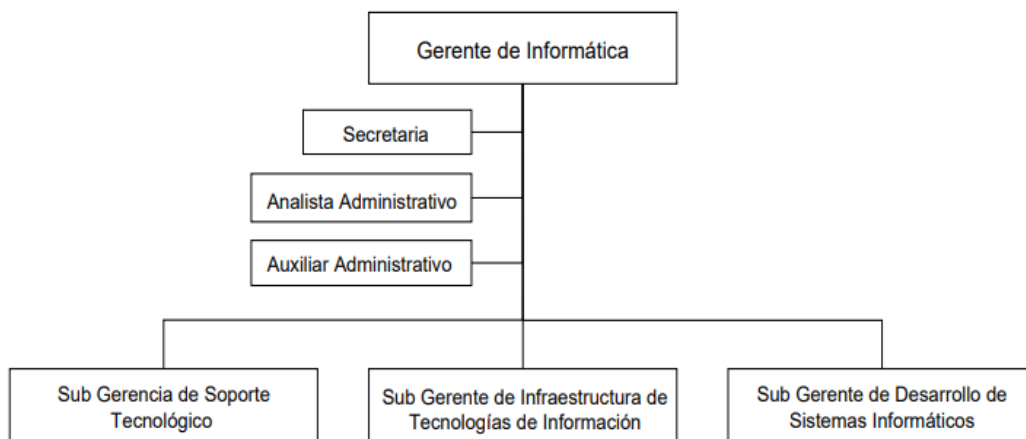 Gerente de Informática
Secretaria
Analista Administrativo
Auxiliar Administrativo
Sub Gerencia de Soporte
Tecnológico
Sub Gerente de Infraestructura de
Tecnologías de Información
Sub Gerente de Desarrollo de
Sistemas Informáticos